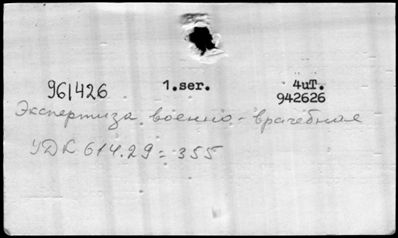 961426 1.ser. 4uT.
942626
Экспертиза военно-врачебная
УДК 614.29=355